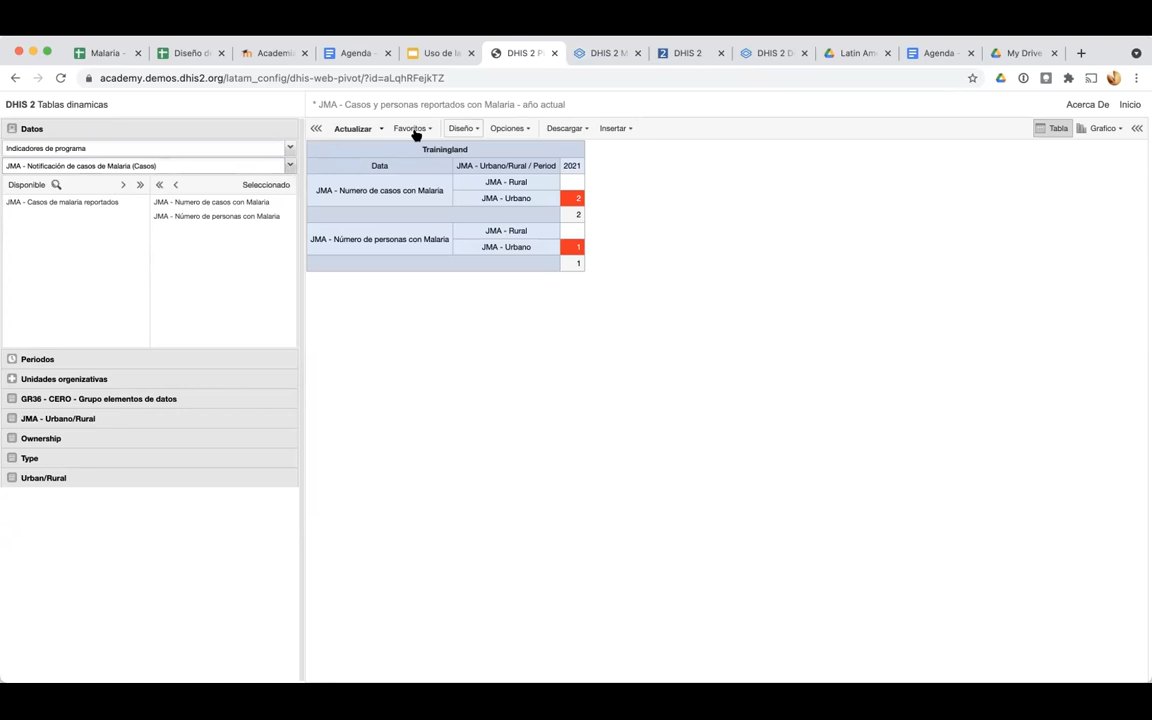 Malaria -
Diseño d
Academia
Agenda -
Uso de la
DHIS 2 P
DHIS 2 M
DHIS 2
DHIS 2 D
Latin Am
Agenda -
My Drive
academy.demos.dhis2.org/latam_config/dhis-web-pivot/?id=aLqhRFejkTZ
DHIS 2 Tablas dinamicas
* JMA - Casos y personas reportados con Malaria - año actual
Acerca De Inicio
Datos
Actualizar Favoritos Diseño Opciones Descargar Insertar
Tabla Grafico
Indicadores de programa
JMA - Notificación de casos de Malaria (Casos)
Disponible Seleccionado
JMA - Casos de malaria reportados
JMA - Numero de casos con Malaria
JMA - Número de personas con Malaria
Periodos
Unidades organizativas
GR36 - CERO - Grupo elementos de datos
JMA - Urbano/Rural
Ownership
Type
Urban/Rural
Trainingland
Data JMA - Urbano/Rural / Period 2021
JMA - Numero de casos con Malaria
JMA - Rural
JMA - Urbano 2
2
JMA - Número de personas con Malaria
JMA - Rural
JMA - Urbano 1
1